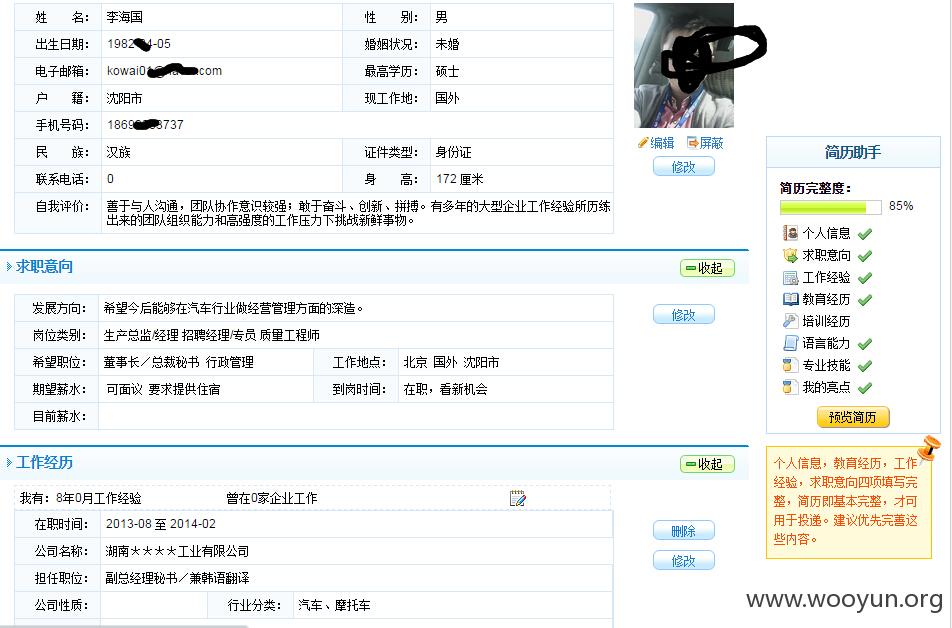 姓 名： 李海国 性 别： 男
出生日期： 1982 4-05 婚姻状况： 未婚
电子邮箱： kowai0 .com 最高学历： 硕士
户 籍： 沈阳市 现工作地： 国外
手机号码： 1869 3737
民 族： 汉族 证件类型： 身份证
联系电话： 0 身 高： 172 厘米
自我评价： 善于与人沟通，团队协作意识较强；敢于奋斗、创新、拼搏。有多年的大型企业工作经验所历练
出来的团队组织能力和高强度的工作压力下挑战新鲜事物。
编辑 屏蔽
修改
求职意向 收起
发展方向： 希望今后能够在汽车行业做经营管理方面的深造。
岗位类别： 生产总监/经理 招聘经理/专员 质量工程师
希望职位： 董事长／总裁秘书 行政管理 工作地点： 北京 国外 沈阳市
期望薪水： 可面议 要求提供住宿 到岗时间： 在职，看新机会
目前薪水：
修改
工作经历 收起
我有：8年0月工作经验 曾在0家企业工作
在职时间： 2013-08 至 2014-02
公司名称： 湖南＊＊＊＊工业有限公司
担任职位： 副总经理秘书／兼韩语翻译
公司性质： 行业分类： 汽车、摩托车
删除
修改
简历助手
简历完整度：
85%
个人信息
求职意向
工作经验
教育经历
培训经历
语言能力
专业技能
我的亮点
预览简历
个人信息，教育经历，工作
经验，求职意向四项填写完
整，简历即基本完整，才可
用于投递。建议优先完善这
些内容。
www.wooyun.org